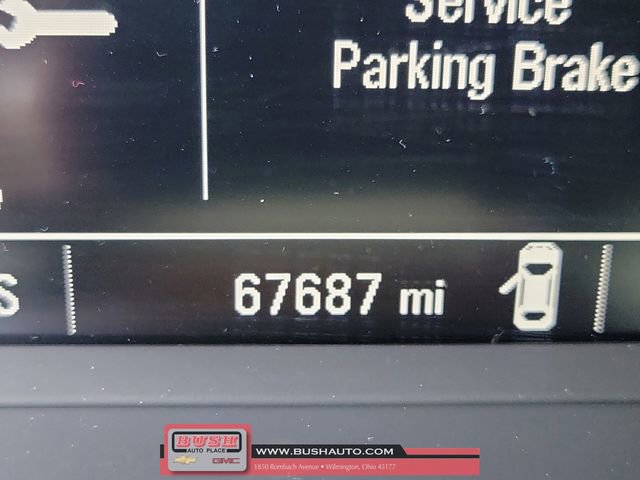 Service
Parking Brake
S
67687 mi
BUSH
AUTO PLACE
GMC
WWW.BUSHAUTO.COM
1850 Rombach Avenue • Wilmington, Ohio 45177